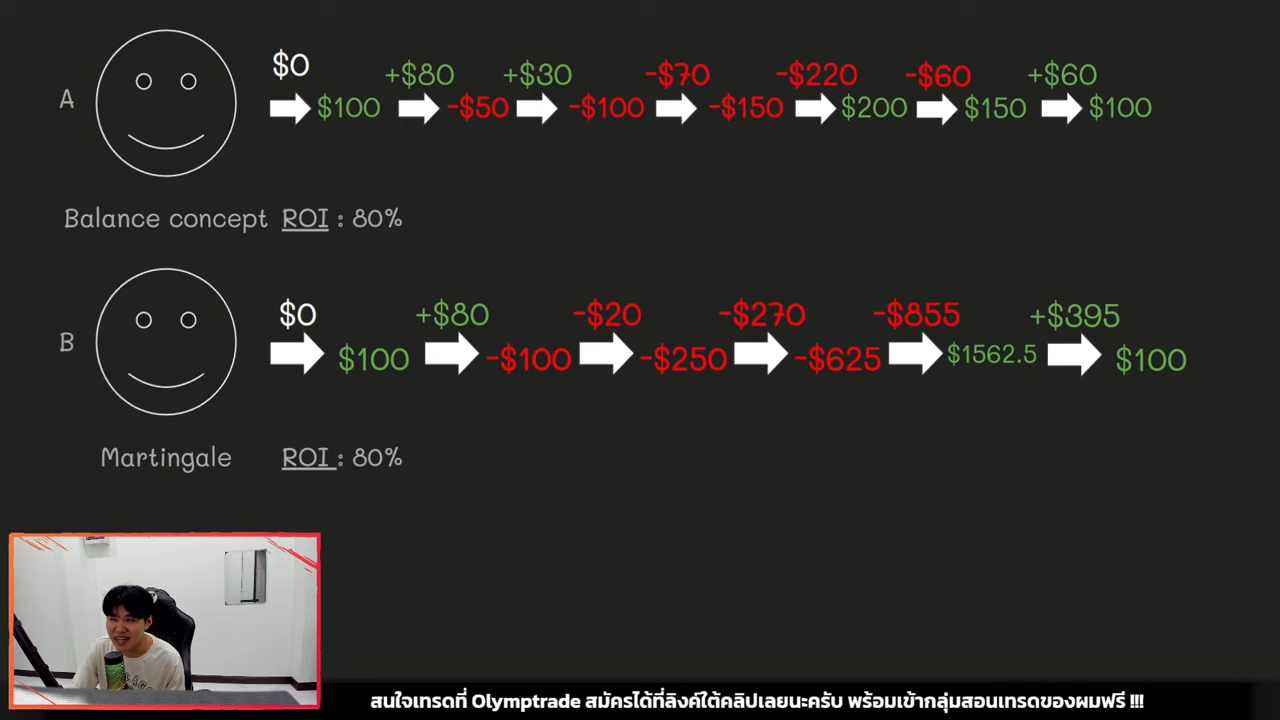 $0 +$80 +$30 -$70 -$220 -$60 +$60
A $100 -$50 -$100 -$150 $200 $150 $100
Balance concept ROI : 80%
$0 +$80 -$20 -$270 -$855 +$395
B $100 -$100 -$250 -$625 $1562.5 $100
Martingale ROI : 80%
สนใจเทรดที่ Olymptrade สมัครได้ที่ลิงค์ใต้คลิปเลยนะครับ พร้อมเข้ากลุ่มสอนเทรดของผมฟรี !!!